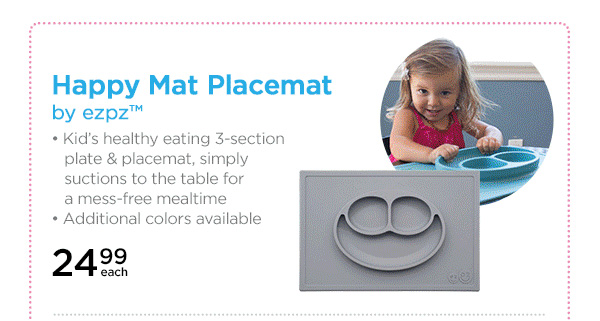 Happy Mat Placemat
by ezpz™
• Kid's healthy eating 3-section
plate & placemat, simply
suctions to the table for
a mess-free mealtime
• Additional colors available
24 99
each